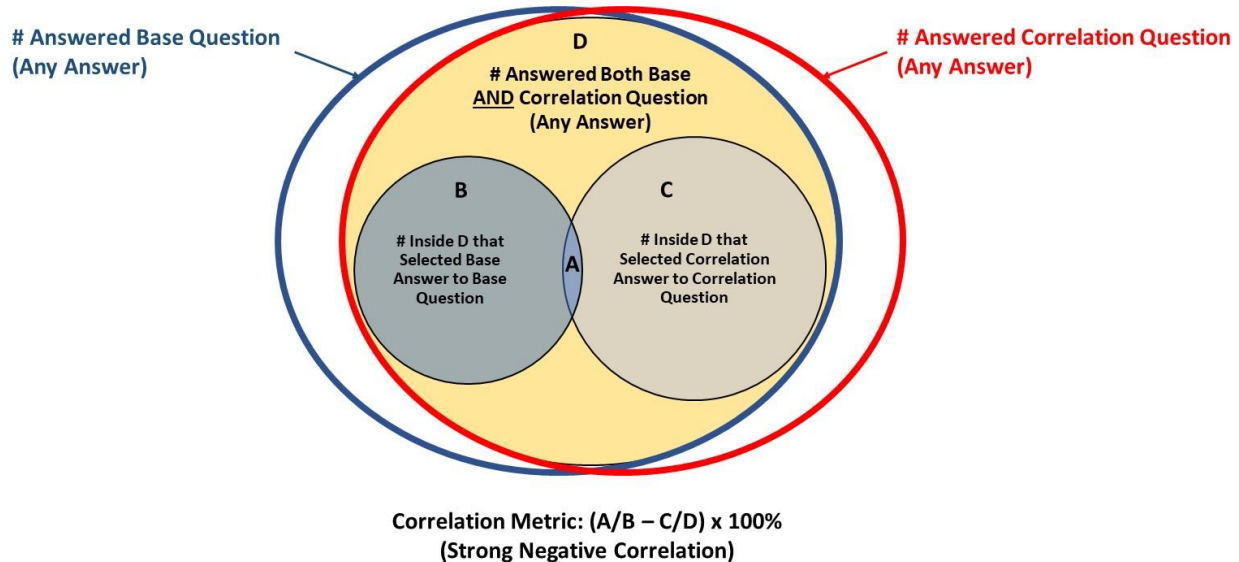 # Answered Base Question
(Any Answer)
# Answered Correlation Question
(Any Answer)
D
# Answered Both Base
AND Correlation Question
(Any Answer)
B
# Inside D that
Selected Base
Answer to Base
Question
A
C
# Inside D that
Selected Correlation
Answer to Correlation
Question
Correlation Metric: (A/B – C/D) x 100%
(Strong Negative Correlation)